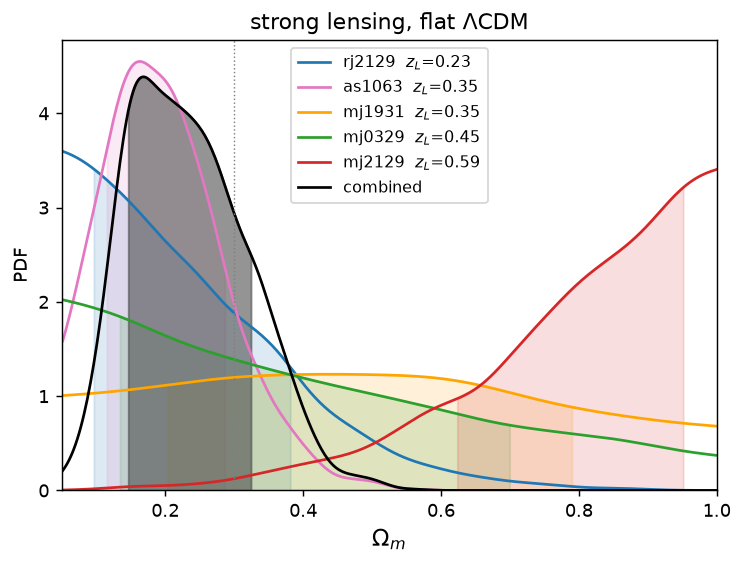 strong lensing, flat ΛCDM
rj2129 z_L=0.23
as1063 z_L=0.35
mj1931 z_L=0.35
mj0329 z_L=0.45
mj2129 z_L=0.59
combined
PDF
4
3
2
1
0
0.2 0.4 0.6 0.8 1.0
Ω_m